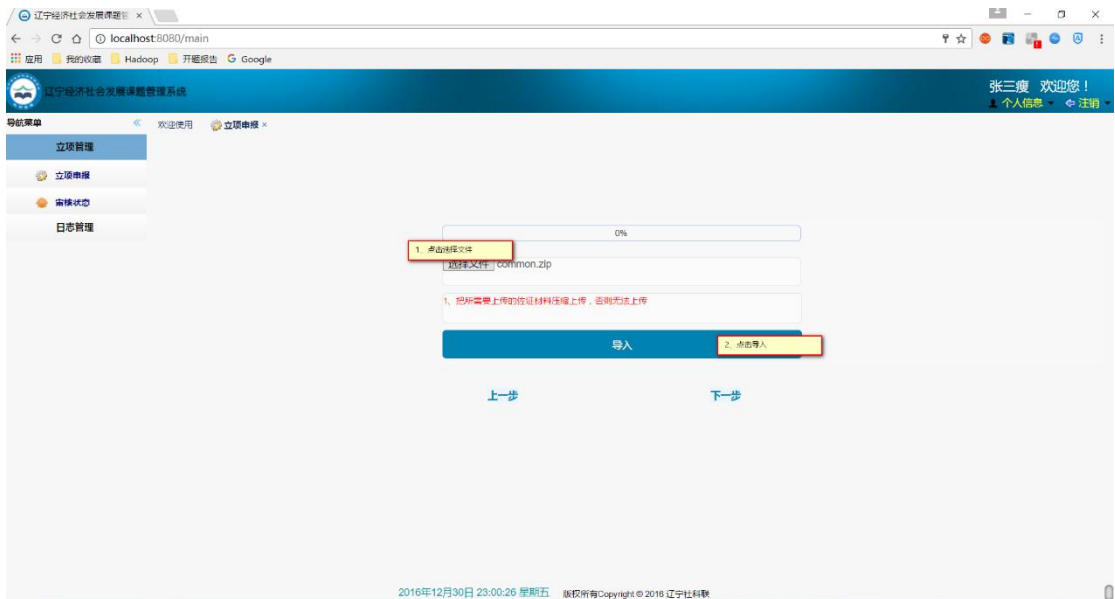 辽宁经济社会发展课题管 ×
localhost:8080/main
应用 我的收藏 Hadoop 开题报告 G Google
辽宁经济社会发展课题管理系统
张三瘦 欢迎您！
个人信息 注销
导航菜单
欢迎使用 立项申报 ×
立项管理
立项申报
审核状态
日志管理
0%
1、点击选择文件
选择文件 common.zip
1、把所需要上传的佐证材料压缩上传，否则无法上传
导入
2、点击导入
上一步 下一步
2016年12月30日 23:00:26 星期五 版权所有Copyright © 2016 辽宁社科联